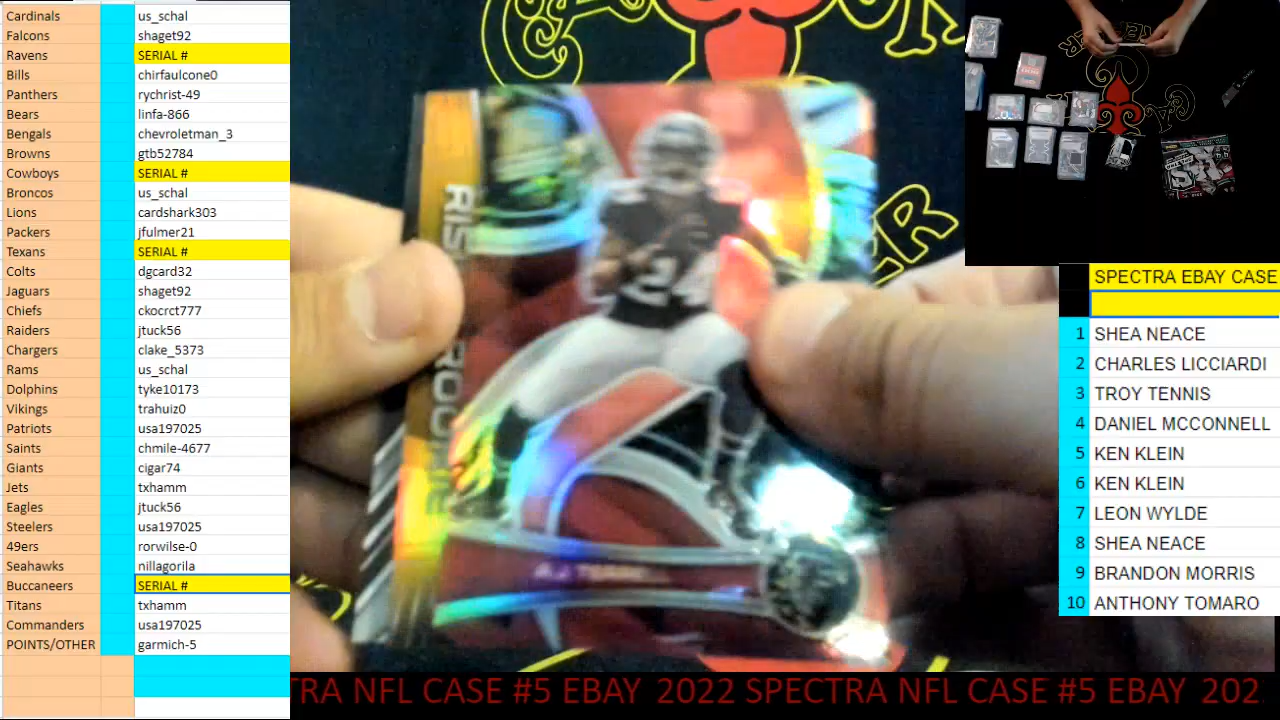 Cardinals us_schal
Falcons shaget92
Ravens SERIAL #
Bills chirfaulcone0
Panthers rychrist-49
Bears linfa-866
Bengals chevroletman_3
Browns gtb52784
Cowboys SERIAL #
Broncos us_schal
Lions cardshark303
Packers jfulmer21
Texans SERIAL #
Colts dgcard32
Jaguars shaget92
Chiefs ckocrct777
Raiders jtuck56
Chargers clake_5373
Rams us_schal
Dolphins tyke10173
Vikings trahuiz0
Patriots usa197025
Saints chmile-4677
Giants cigar74
Jets txhamm
Eagles jtuck56
Steelers usa197025
49ers rorwilse-0
Seahawks nillagorila
Buccaneers SERIAL #
Titans txhamm
Commanders usa197025
POINTS/OTHER garmich-5
RIS
24
SPECTRA EBAY CASE
1 SHEA NEACE
2 CHARLES LICCIARDI
3 TROY TENNIS
4 DANIEL MCCONNELL
5 KEN KLEIN
6 KEN KLEIN
7 LEON WYLDE
8 SHEA NEACE
9 BRANDON MORRIS
10 ANTHONY TOMARO
TRA NFL CASE #5 EBAY 2022 SPECTRA NFL CASE #5 EBAY 202